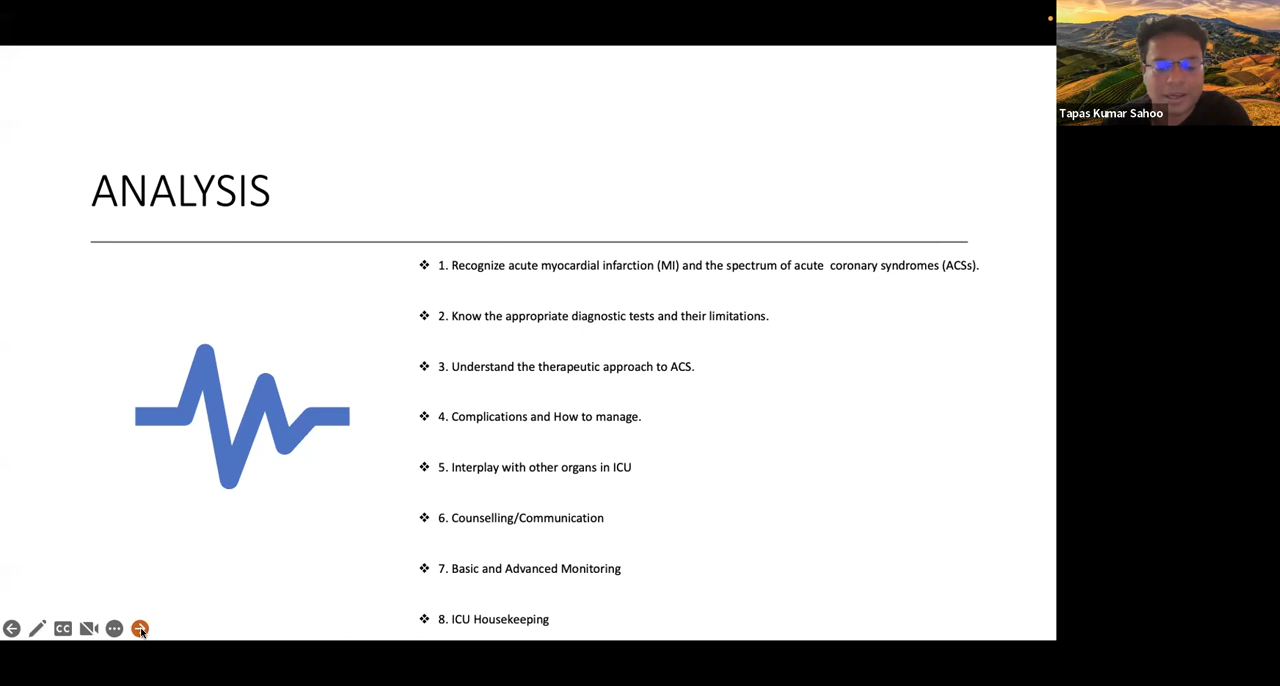 Tapas Kumar Sahoo
ANALYSIS
❖ 1. Recognize acute myocardial infarction (MI) and the spectrum of acute  coronary syndromes (ACSs).
❖ 2. Know the appropriate diagnostic tests and their limitations.
❖ 3. Understand the therapeutic approach to ACS.
❖ 4. Complications and How to manage.
❖ 5. Interplay with other organs in ICU
❖ 6. Counselling/Communication
❖ 7. Basic and Advanced Monitoring
❖ 8. ICU Housekeeping
CC